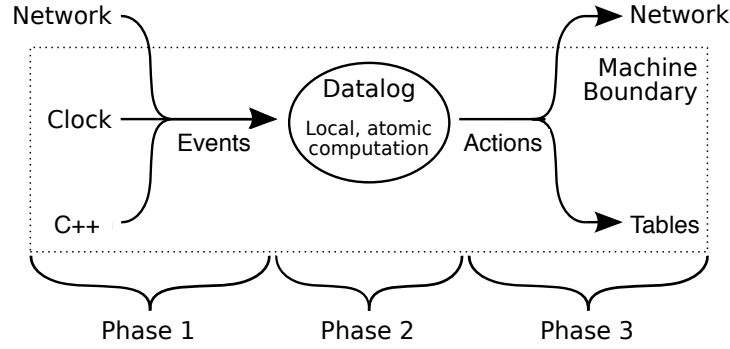 Network
Network
Machine
Boundary
Datalog
Clock
Local, atomic
computation
Events
Actions
C++
Tables
Phase 1
Phase 2
Phase 3